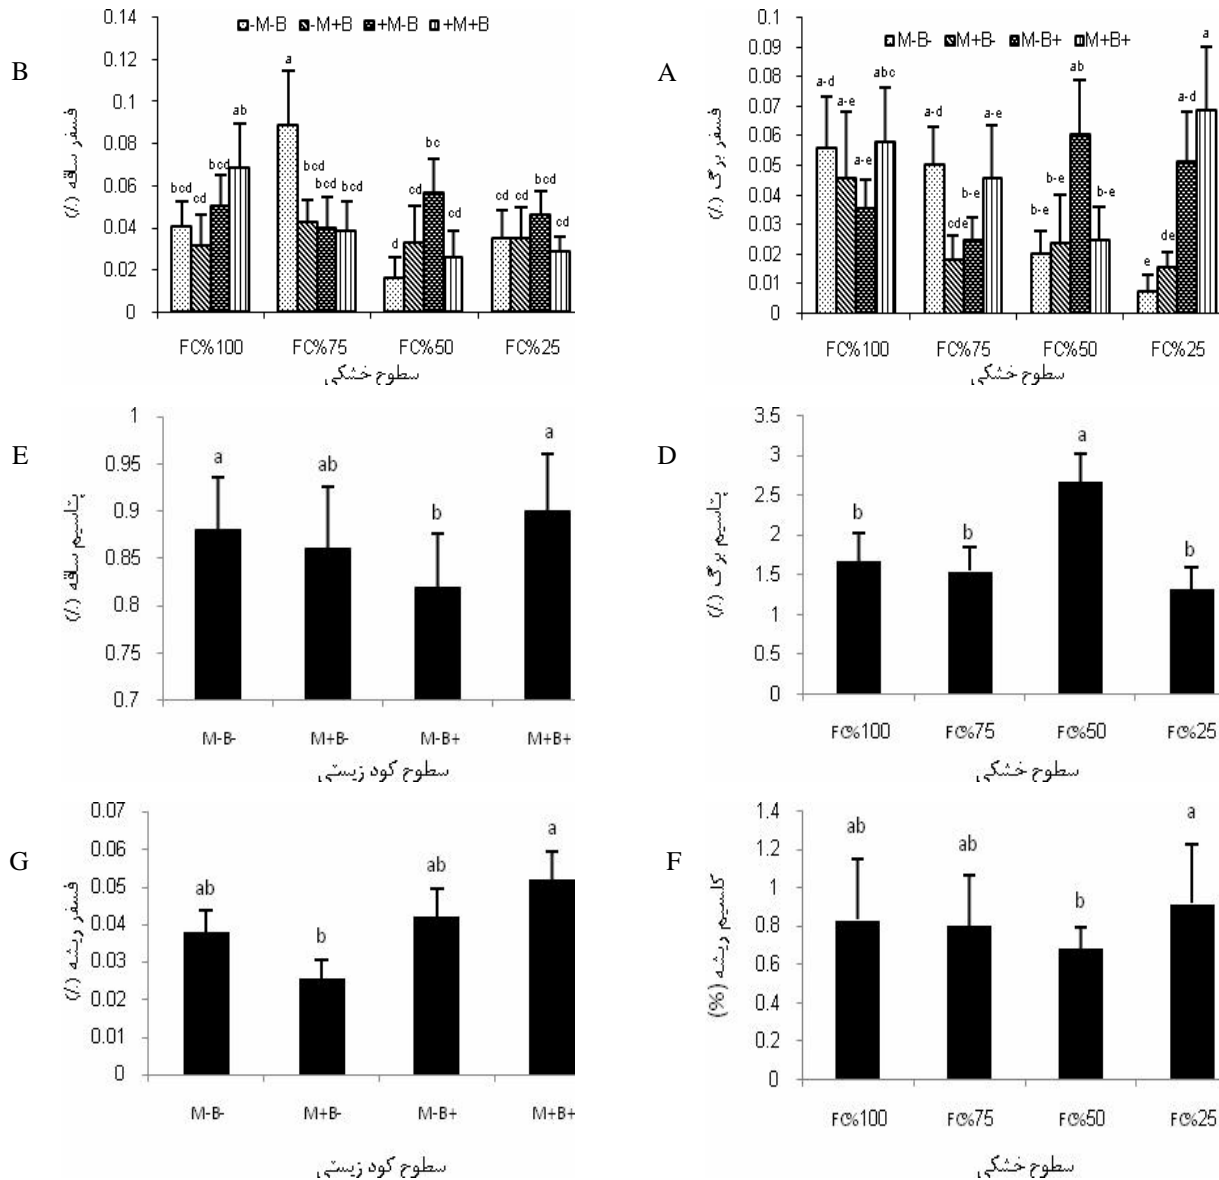 B
0.14
0.12
0.1
0.08
0.06
0.04
0.02
0
فسفر ساقه (٪)
-M-B -M+B +M-B +M+B
bcd cd bcd ab
a bcd bcd bcd
d cd bc cd
cd cd cd cd
FC%100 FC%75 FC%50 FC%25
سطوح خشکی
A
0.1
0.09
0.08
0.07
0.06
0.05
0.04
0.03
0.02
0.01
0
فسفر برگ (٪)
M-B- M+B- M-B+ M+B+
a-d a-e a-e abc
a-d cde b-e a-e
b-e b-e ab b-e
e de a-d a
FC%100 FC%75 FC%50 FC%25
سطوح خشکی
E
1
0.95
0.9
0.85
0.8
0.75
0.7
پتاسیم ساقه (٪)
a ab b a
M-B- M+B- M-B+ M+B+
سطوح کود زیستی
D
3.5
3
2.5
2
1.5
1
0.5
0
پتاسیم برگ (٪)
b b a b
FC%100 FC%75 FC%50 FC%25
سطوح خشکی
G
0.07
0.06
0.05
0.04
0.03
0.02
0.01
0
فسفر ریشه (٪)
ab b ab a
M-B- M+B- M-B+ M+B+
سطوح کود زیستی
F
1.4
1.2
1
0.8
0.6
0.4
0.2
0
کلسیم ریشه (%)
ab ab b a
FC%100 FC%75 FC%50 FC%25
سطوح خشکی